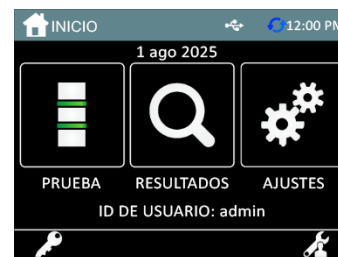 INICIO 12:00 PM
1 ago 2025
PRUEBA RESULTADOS AJUSTES
ID DE USUARIO: admin